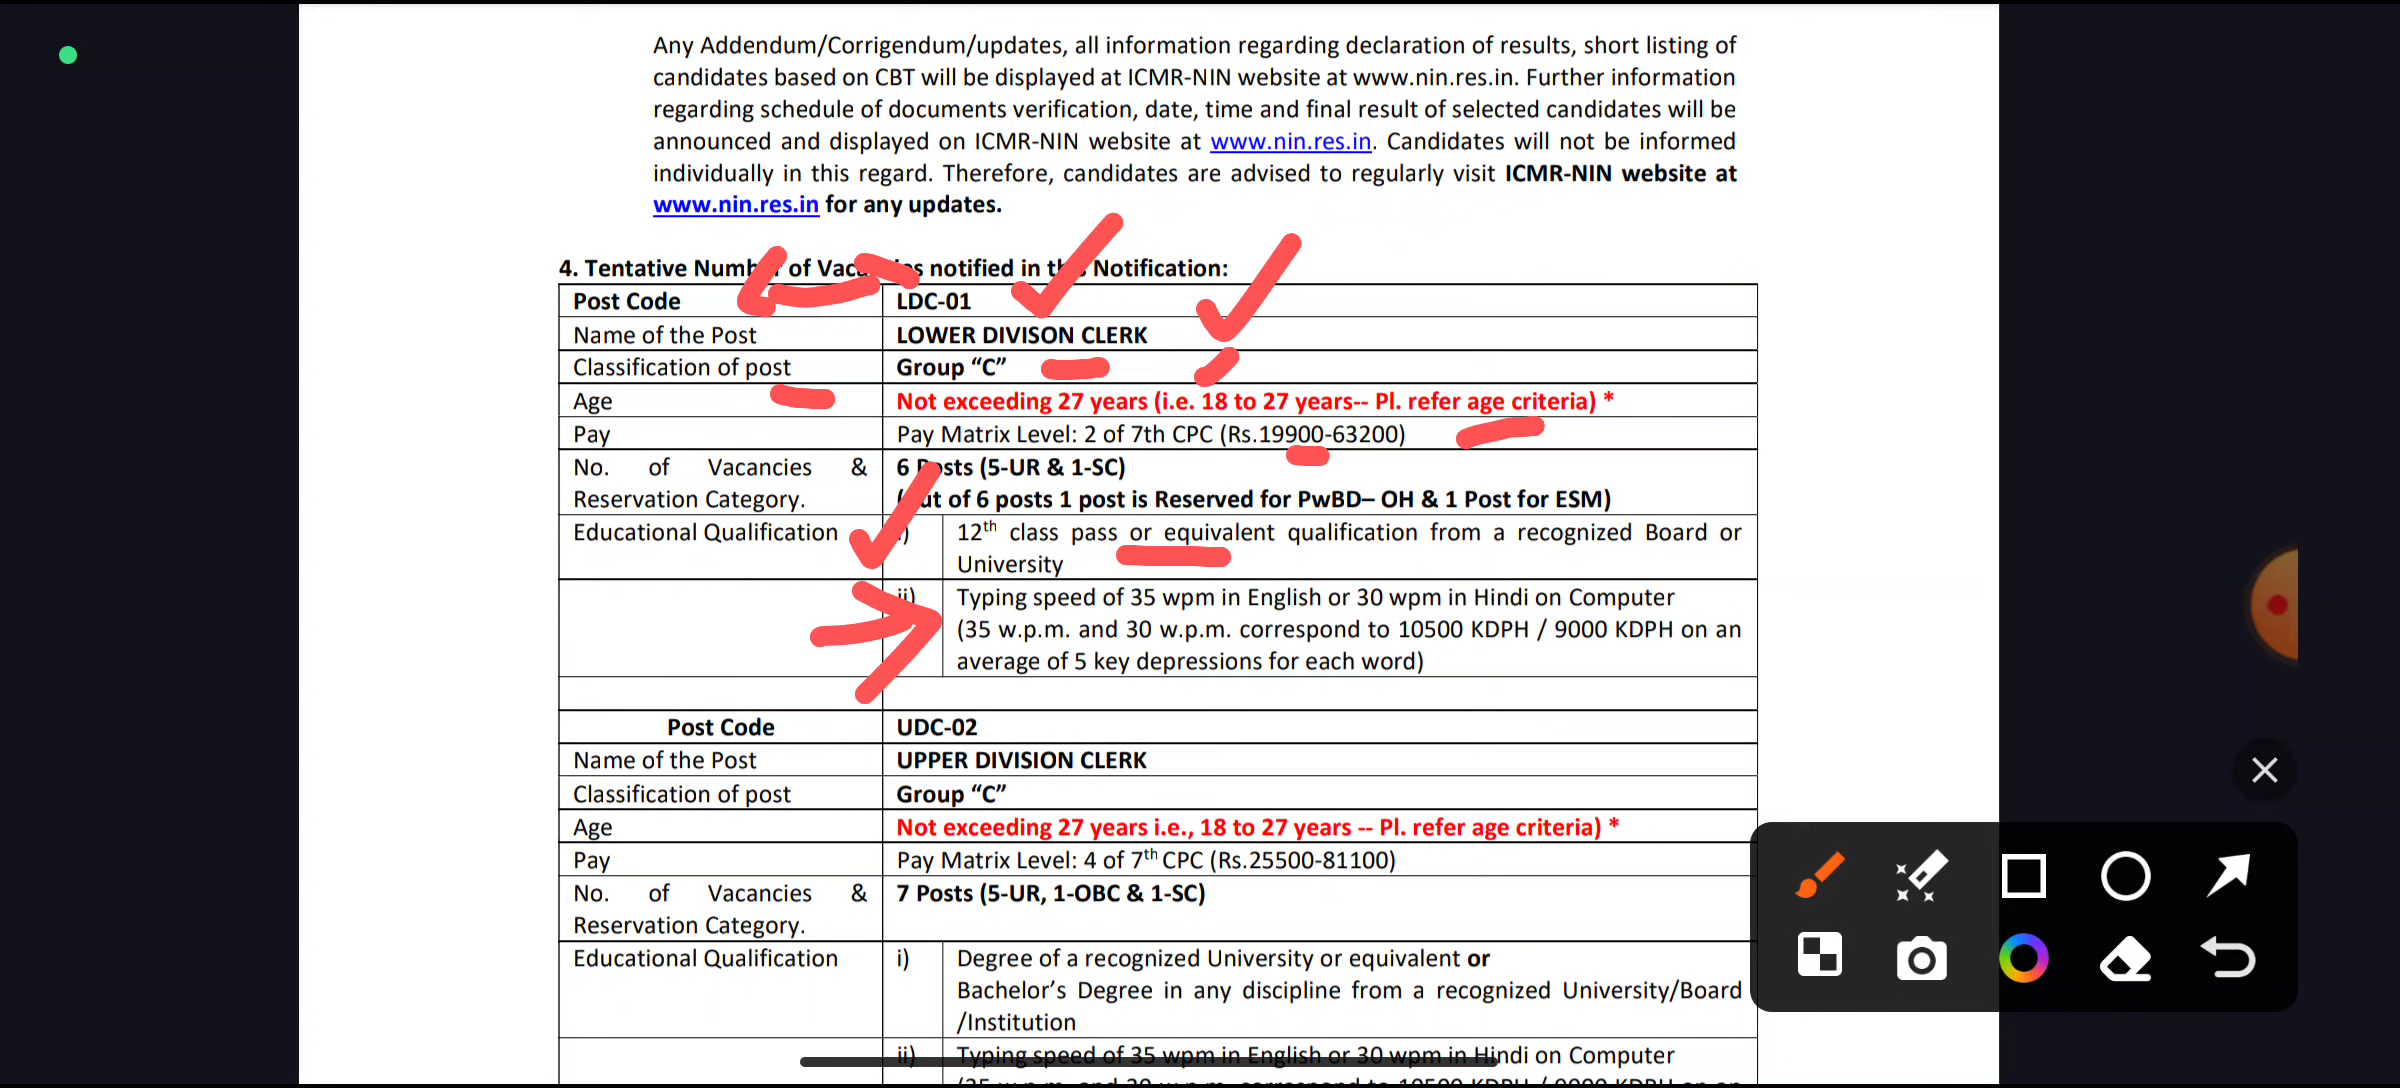 Any Addendum/Corrigendum/updates, all information regarding declaration of results, short listing of
candidates based on CBT will be displayed at ICMR-NIN website at www.nin.res.in. Further information
regarding schedule of documents verification, date, time and final result of selected candidates will be
announced and displayed on ICMR-NIN website at www.nin.res.in. Candidates will not be informed
individually in this regard. Therefore, candidates are advised to regularly visit ICMR-NIN website at
www.nin.res.in for any updates.
4. Tentative Number of Vacancies notified in this Notification:
Post Code LDC-01
Name of the Post LOWER DIVISON CLERK
Classification of post Group “C”
Age Not exceeding 27 years (i.e. 18 to 27 years-- Pl. refer age criteria) *
Pay Pay Matrix Level: 2 of 7th CPC (Rs.19900-63200)
No. of Vacancies & 6 Posts (5-UR & 1-SC)
Reservation Category. (Out of 6 posts 1 post is Reserved for PwBD– OH & 1 Post for ESM)
Educational Qualification i) 12th class pass or equivalent qualification from a recognized Board or
University
ii) Typing speed of 35 wpm in English or 30 wpm in Hindi on Computer
(35 w.p.m. and 30 w.p.m. correspond to 10500 KDPH / 9000 KDPH on an
average of 5 key depressions for each word)
Post Code UDC-02
Name of the Post UPPER DIVISION CLERK
Classification of post Group “C”
Age Not exceeding 27 years i.e., 18 to 27 years -- Pl. refer age criteria) *
Pay Pay Matrix Level: 4 of 7th CPC (Rs.25500-81100)
No. of Vacancies & 7 Posts (5-UR, 1-OBC & 1-SC)
Reservation Category.
Educational Qualification i) Degree of a recognized University or equivalent or
Bachelor’s Degree in any discipline from a recognized University/Board
/Institution
ii) Typing speed of 35 wpm in English or 30 wpm in Hindi on Computer